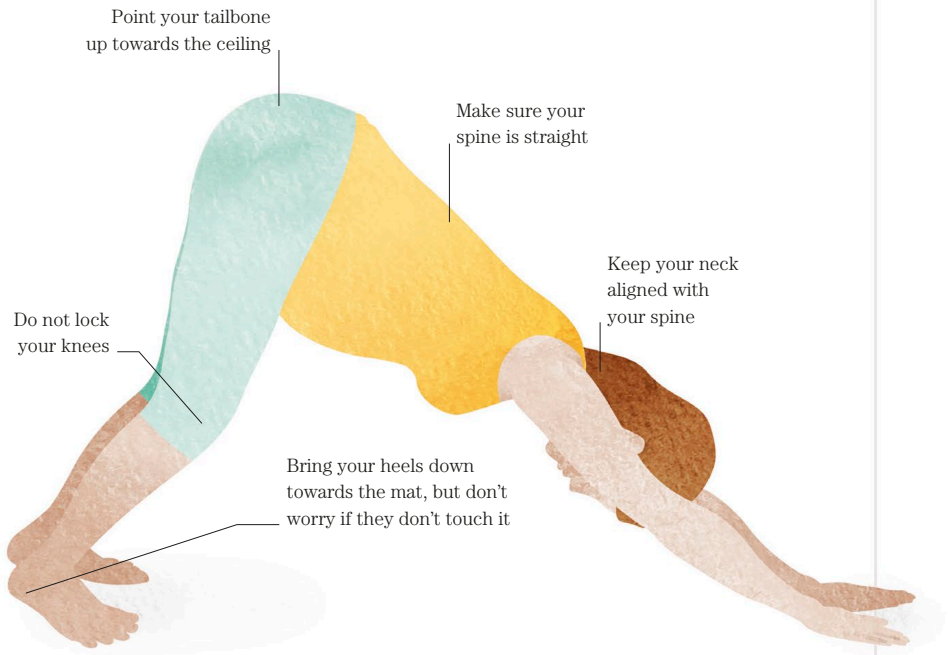 Point your tailbone
up towards the ceiling
Make sure your
spine is straight
Keep your neck
aligned with
your spine
Do not lock
your knees
Bring your heels down
towards the mat, but don’t
worry if they don’t touch it